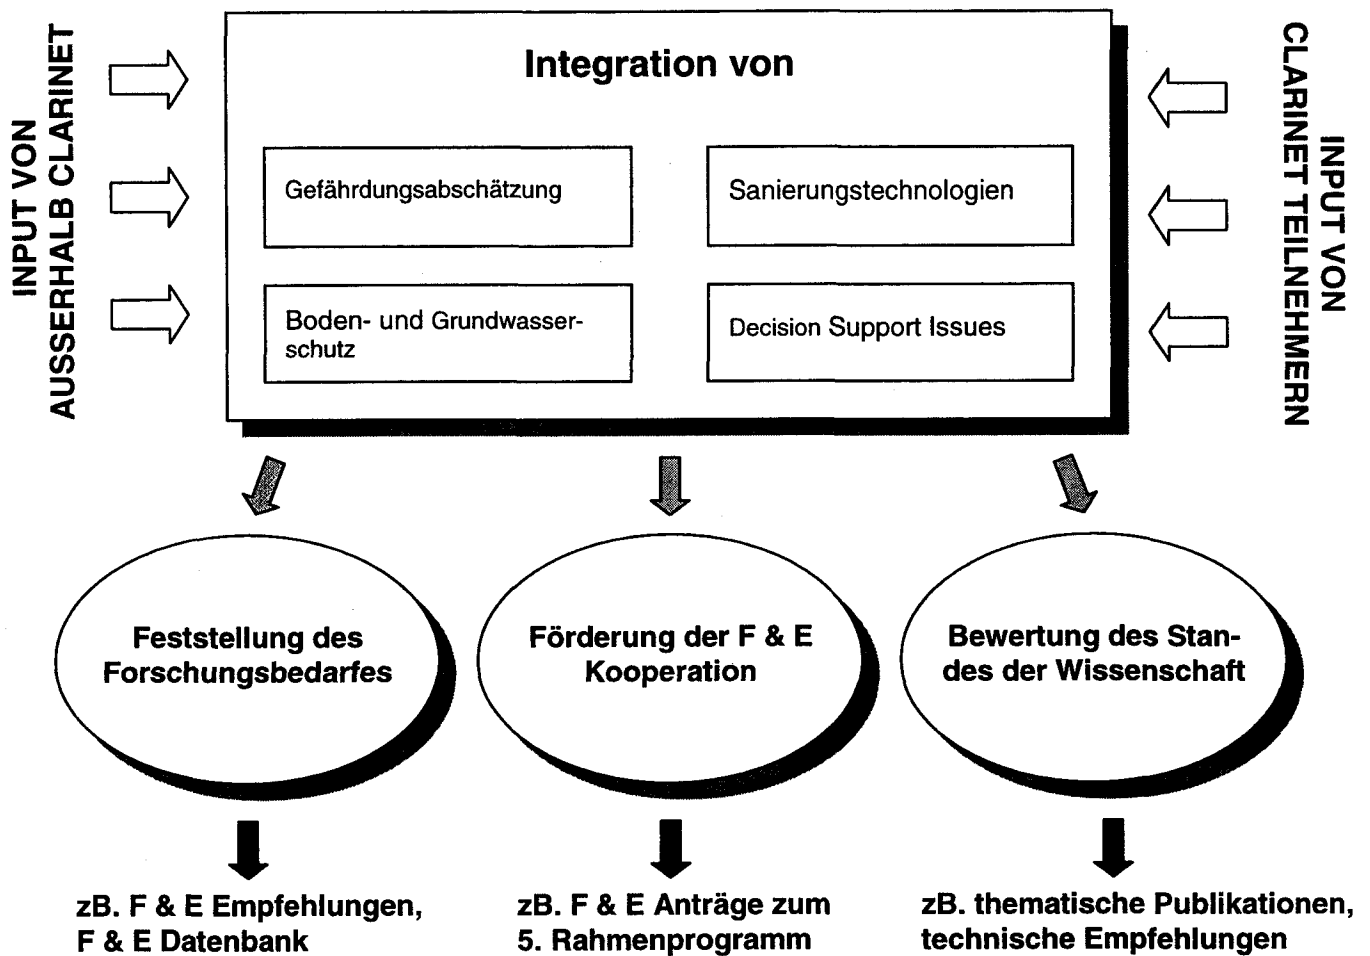 INPUT VON
AUSSERHALB CLARINET
Integration von
Gefährdungsabschätzung
Sanierungstechnologien
Boden- und Grundwasser-
schutz
Decision Support Issues
INPUT VON
CLARINET TEILNEHMERN
Feststellung des
Forschungsbedarfes
Förderung der F & E
Kooperation
Bewertung des Stan-
des der Wissenschaft
zB. F & E Empfehlungen,
F & E Datenbank
zB. F & E Anträge zum
5. Rahmenprogramm
zB. thematische Publikationen,
technische Empfehlungen